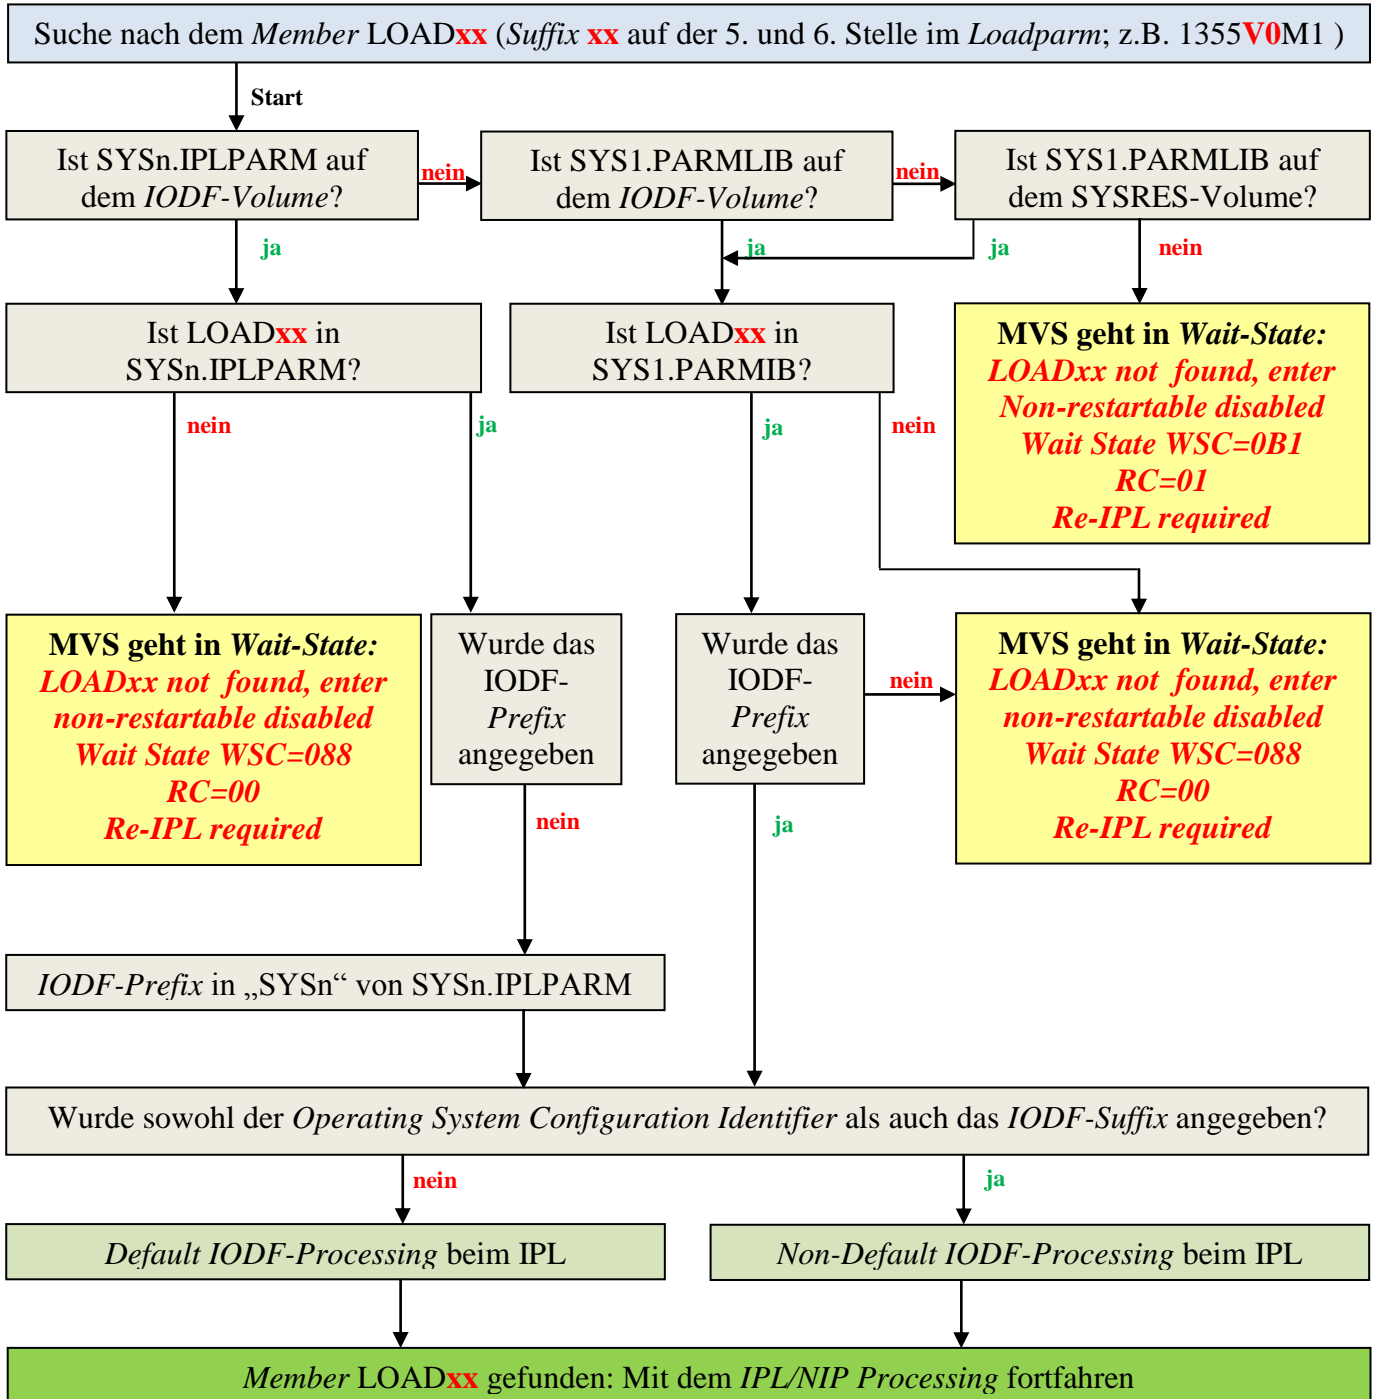 Suche nach dem Member LOADxx (Suffix xx auf der 5. und 6. Stelle im Loadparm; z.B. 1355V0M1 )
Start
Ist SYSn.IPLPARM auf
dem IODF-Volume?
nein
Ist SYS1.PARMLIB auf
dem IODF-Volume?
nein
Ist SYS1.PARMLIB auf
dem SYSRES-Volume?
ja
ja
ja
nein
Ist LOADxx in
SYSn.IPLPARM?
Ist LOADxx in
SYS1.PARMIB?
MVS geht in Wait-State:
LOADxx not found, enter
Non-restartable disabled
Wait State WSC=0B1
RC=01
Re-IPL required
nein
ja
ja
nein
MVS geht in Wait-State:
LOADxx not found, enter
non-restartable disabled
Wait State WSC=088
RC=00
Re-IPL required
Wurde das
IODF-
Prefix
angegeben
Wurde das
IODF-
Prefix
angegeben
nein
MVS geht in Wait-State:
LOADxx not found, enter
non-restartable disabled
Wait State WSC=088
RC=00
Re-IPL required
nein
ja
IODF-Prefix in „SYSn“ von SYSn.IPLPARM
Wurde sowohl der Operating System Configuration Identifier als auch das IODF-Suffix angegeben?
nein
ja
Default IODF-Processing beim IPL
Non-Default IODF-Processing beim IPL
Member LOADxx gefunden: Mit dem IPL/NIP Processing fortfahren